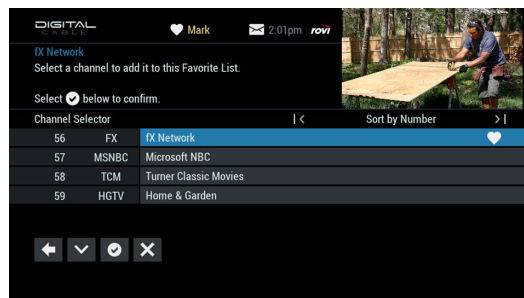 DIGITAL
CABLE
Mark
2:01pm rovi
fX Network
Select a channel to add it to this Favorite List.
Select below to confirm.
Channel Selector |< Sort by Number >|
56 FX fX Network
57 MSNBC Microsoft NBC
58 TCM Turner Classic Movies
59 HGTV Home & Garden